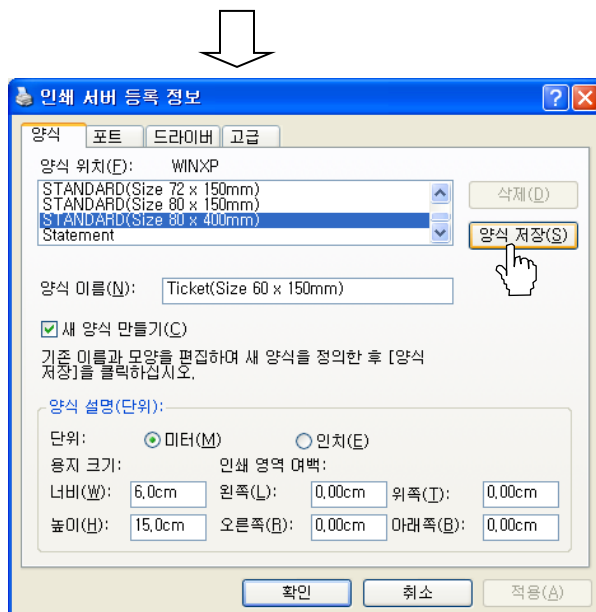 인쇄 서버 등록 정보
양식 포트 드라이버 고급
양식 위치(F): WINXP
STANDARD(Size 72 x 150mm)
STANDARD(Size 80 x 150mm)
STANDARD(Size 80 x 400mm)
Statement
삭제(D)
양식 저장(S)
양식 이름(N): Ticket(Size 60 x 150mm)
새 양식 만들기(C)
기존 이름과 모양을 편집하며 새 양식을 정의한 후 [양식
저장]을 클릭하십시오.
양식 설명(단위):
단위: 미터(M) 인치(E)
용지 크기: 인쇄 영역 여백:
너비(W): 6,0cm 왼쪽(L): 0,00cm 위쪽(T): 0,00cm
높이(H): 15,0cm 오른쪽(R): 0,00cm 아래쪽(B): 0,00cm
확인 취소 적용(A)